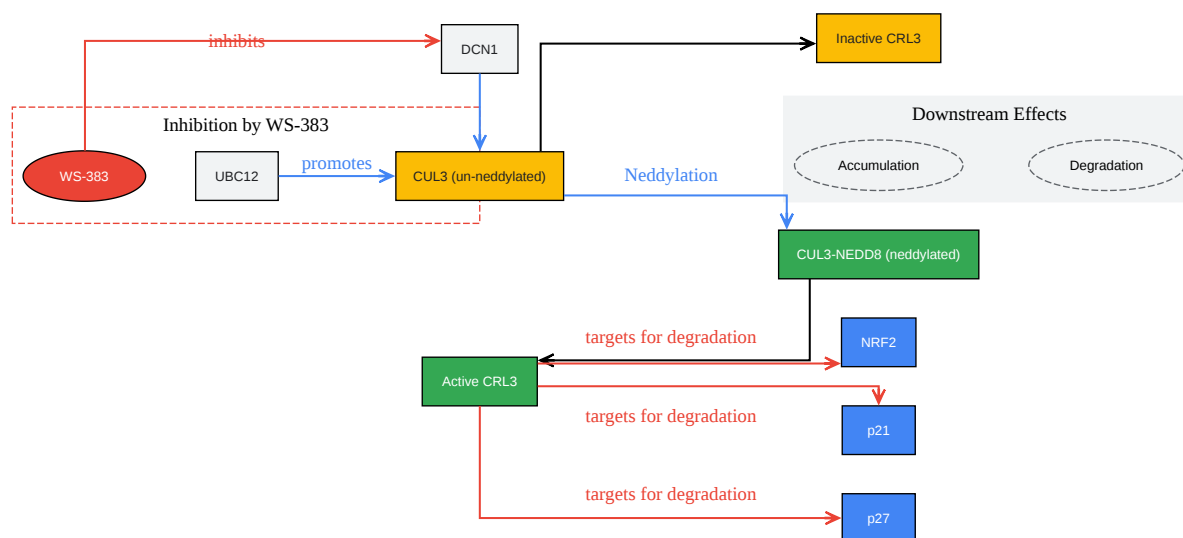 inhibits
DCN1
Inactive CRL3
Inhibition by WS-383
Downstream Effects
WS-383
UBC12
promotes
CUL3 (un-neddylated)
Neddylation
Accumulation
Degradation
CUL3-NEDD8 (neddylated)
targets for degradation
NRF2
Active CRL3
targets for degradation
p21
targets for degradation
p27